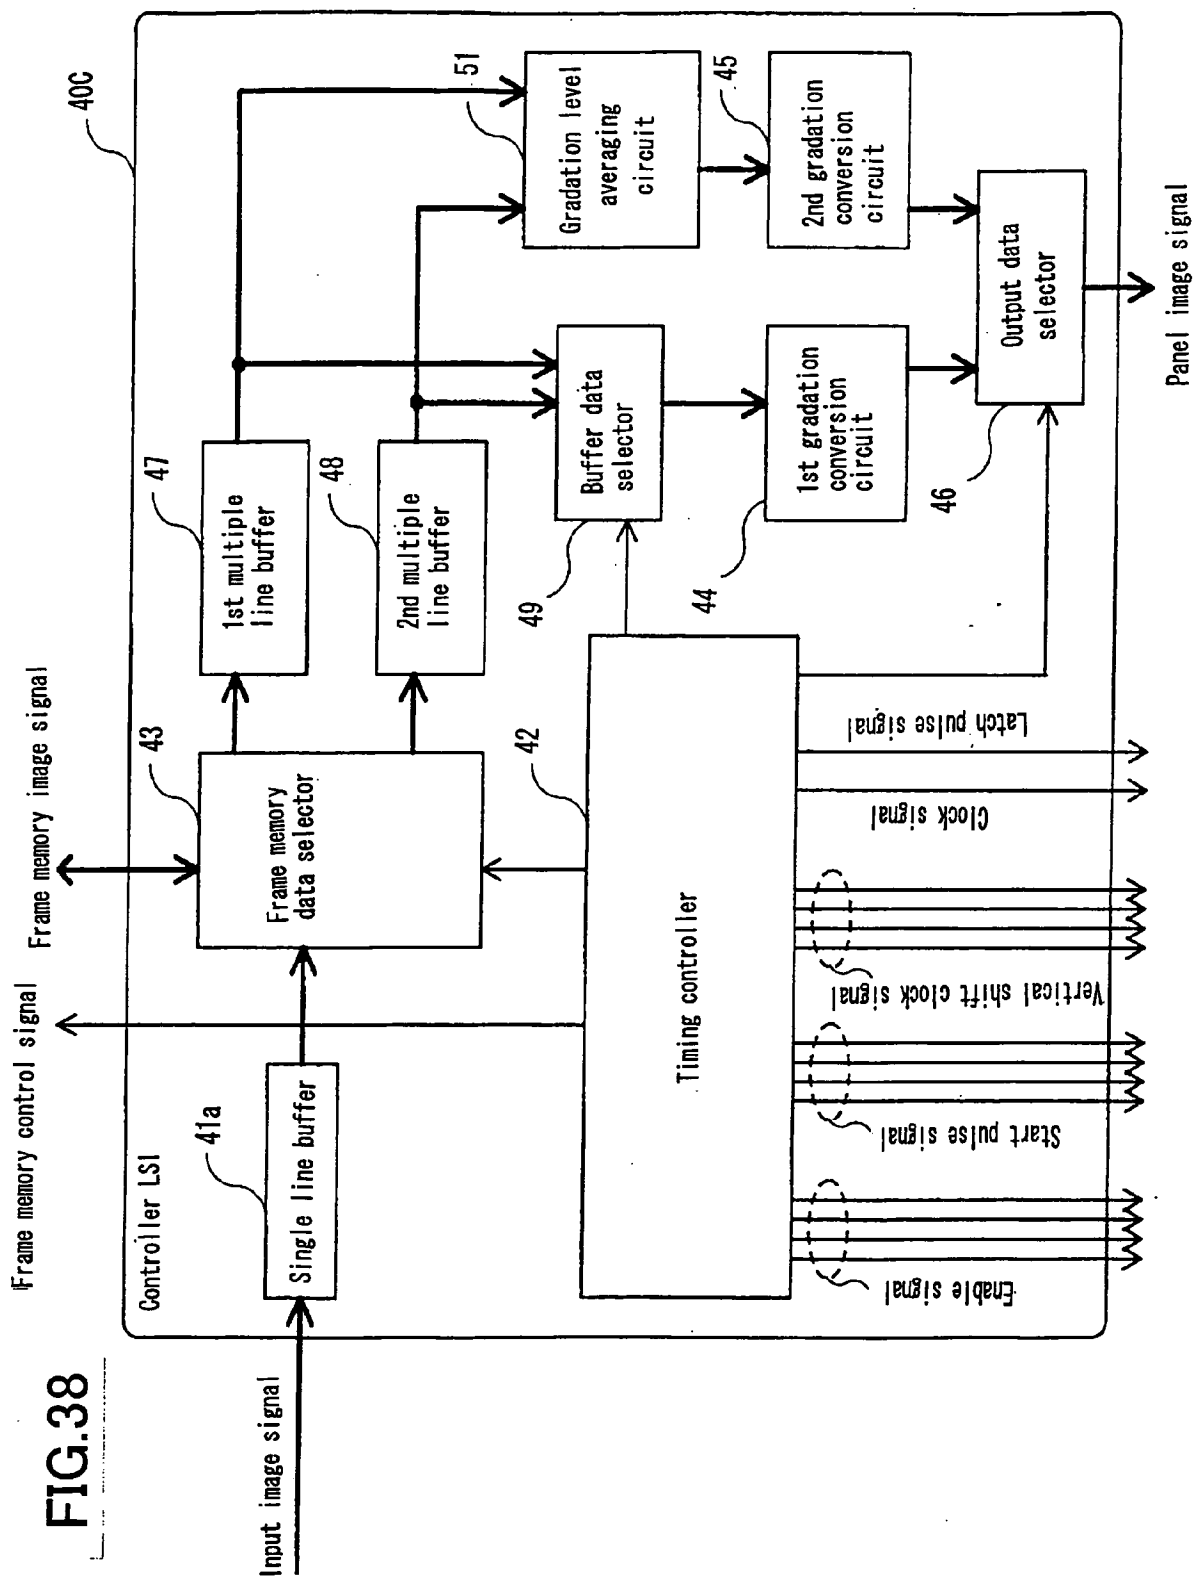 FIG.38
Input image signal
Frame memory control signal
Frame memory image signal
40C
Controller LSI
41a
Single line buffer
43
Frame memory
data selector
47
1st multiple
line buffer
48
2nd multiple
line buffer
51
Gradation level
averaging
circuit
45
2nd gradation
conversion
circuit
49
Buffer data
selector
44
1st gradation
conversion
circuit
46
Output data
selector
Panel image signal
42
Timing controller
Enable signal
Start pulse signal
Vertical shift clock signal
Clock signal
Latch pulse signal